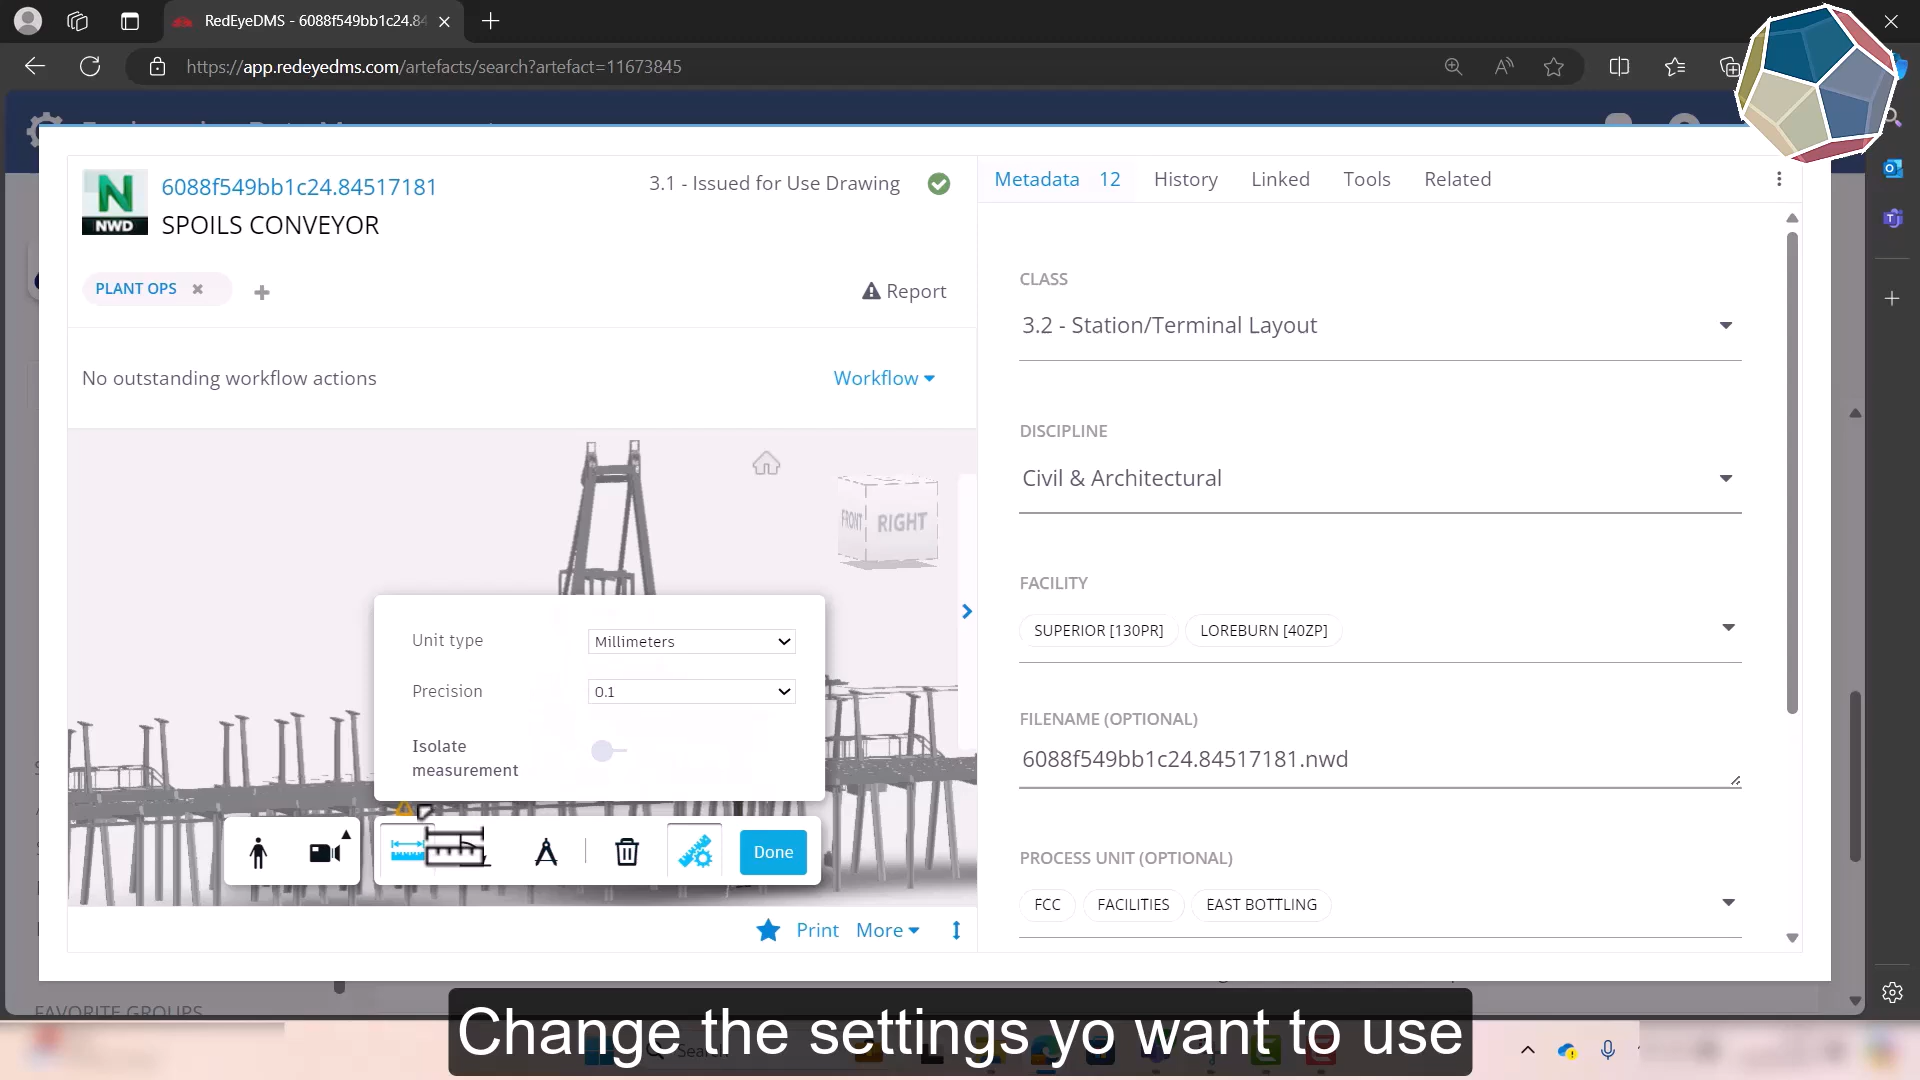 RedEyeDMS - 6088f549bb1c24.84
https://app.redeyedms.com/artefacts/search?artefact=11673845
N
NWD
6088f549bb1c24.84517181
SPOILS CONVEYOR
3.1 - Issued for Use Drawing
PLANT OPS
Report
No outstanding workflow actions
Workflow
FRONT
RIGHT
Unit type
Millimeters
Precision
0.1
Isolate
measurement
Done
Print
More
Metadata 12
History
Linked
Tools
Related
CLASS
3.2 - Station/Terminal Layout
DISCIPLINE
Civil & Architectural
FACILITY
SUPERIOR [130PR]
LOREBURN [40ZP]
FILENAME (OPTIONAL)
6088f549bb1c24.84517181.nwd
PROCESS UNIT (OPTIONAL)
FCC
FACILITIES
EAST BOTTLING
FAVORITE GROUPS
Change the settings yo want to use
Search